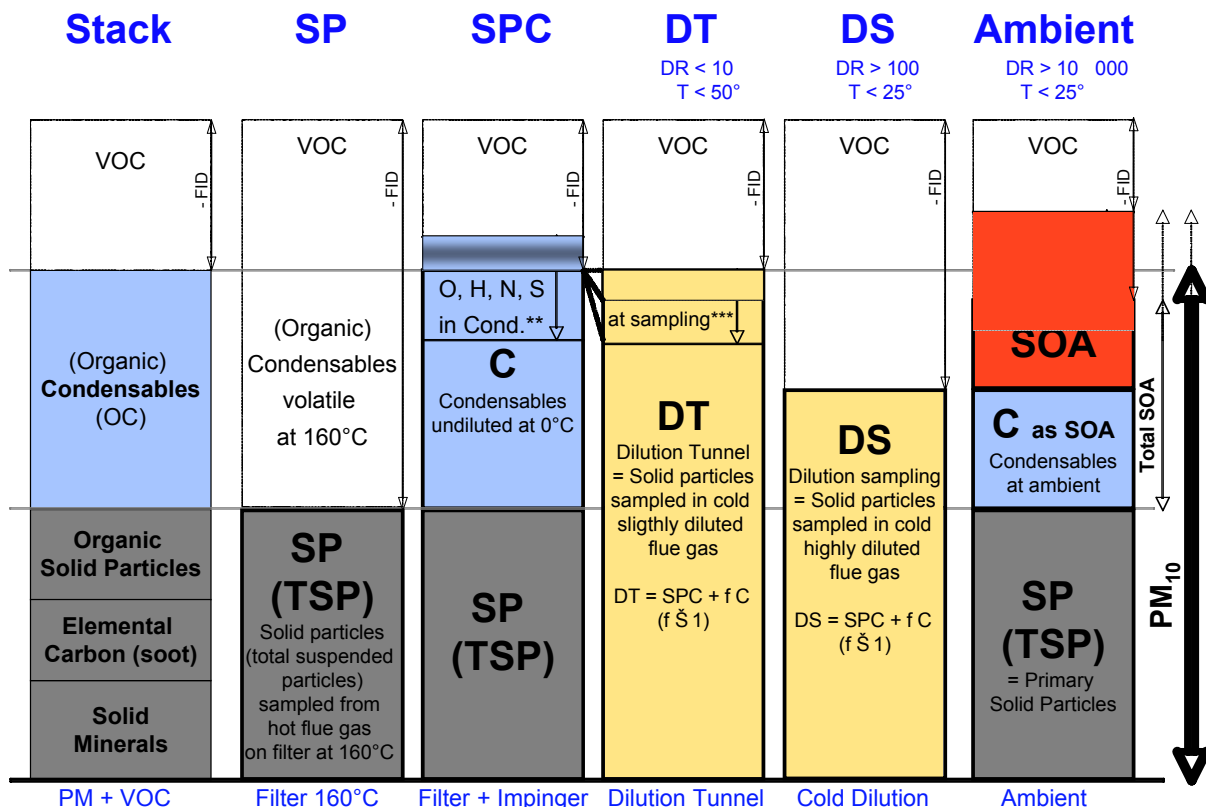 Stack
SP
SPC
DT
DR < 10
T < 50°
DS
DR > 100
T < 25°
Ambient
DR > 10 000
T < 25°
VOC
- FID
(Organic)
Condensables
(OC)
Organic
Solid Particles
Elemental
Carbon (soot)
Solid
Minerals
PM + VOC
VOC
- FID
(Organic)
Condensables
volatile
at 160°C
SP
(TSP)
Solid particles
(total suspended
particles)
sampled from
hot flue gas
on filter at 160°C
Filter 160°C
VOC
- FID
O, H, N, S
in Cond.**
C
Condensables
undiluted at 0°C
SP
(TSP)
Filter + Impinger
VOC
- FID
at sampling***
DT
Dilution Tunnel
= Solid particles
sampled in cold
sligthly diluted
flue gas
DT = SPC + f C
(f Š 1)
Dilution Tunnel
VOC
- FID
DS
Dilution sampling
= Solid particles
sampled in cold
highly diluted
flue gas
DS = SPC + f C
(f Š 1)
Cold Dilution
VOC
- FID
SOA
C as SOA
Condensables
at ambient
SP
(TSP)
= Primary
Solid Particles
Ambient
Total SOA
PM10